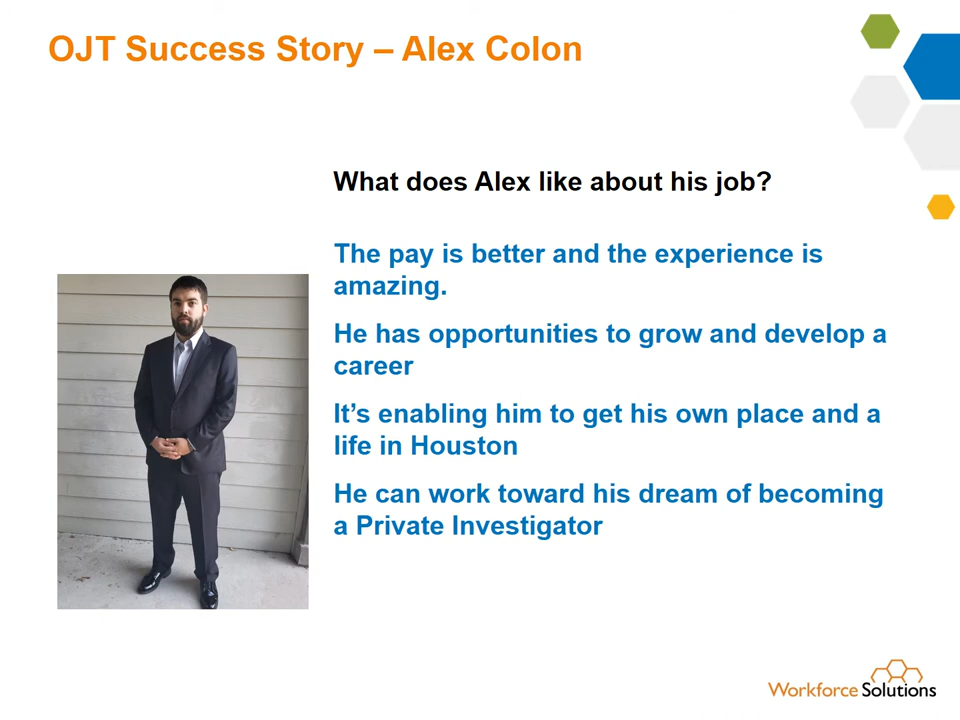 OJT Success Story – Alex Colon
What does Alex like about his job?
The pay is better and the experience is
amazing.
He has opportunities to grow and develop a
career
It’s enabling him to get his own place and a
life in Houston
He can work toward his dream of becoming
a Private Investigator
Workforce Solutions